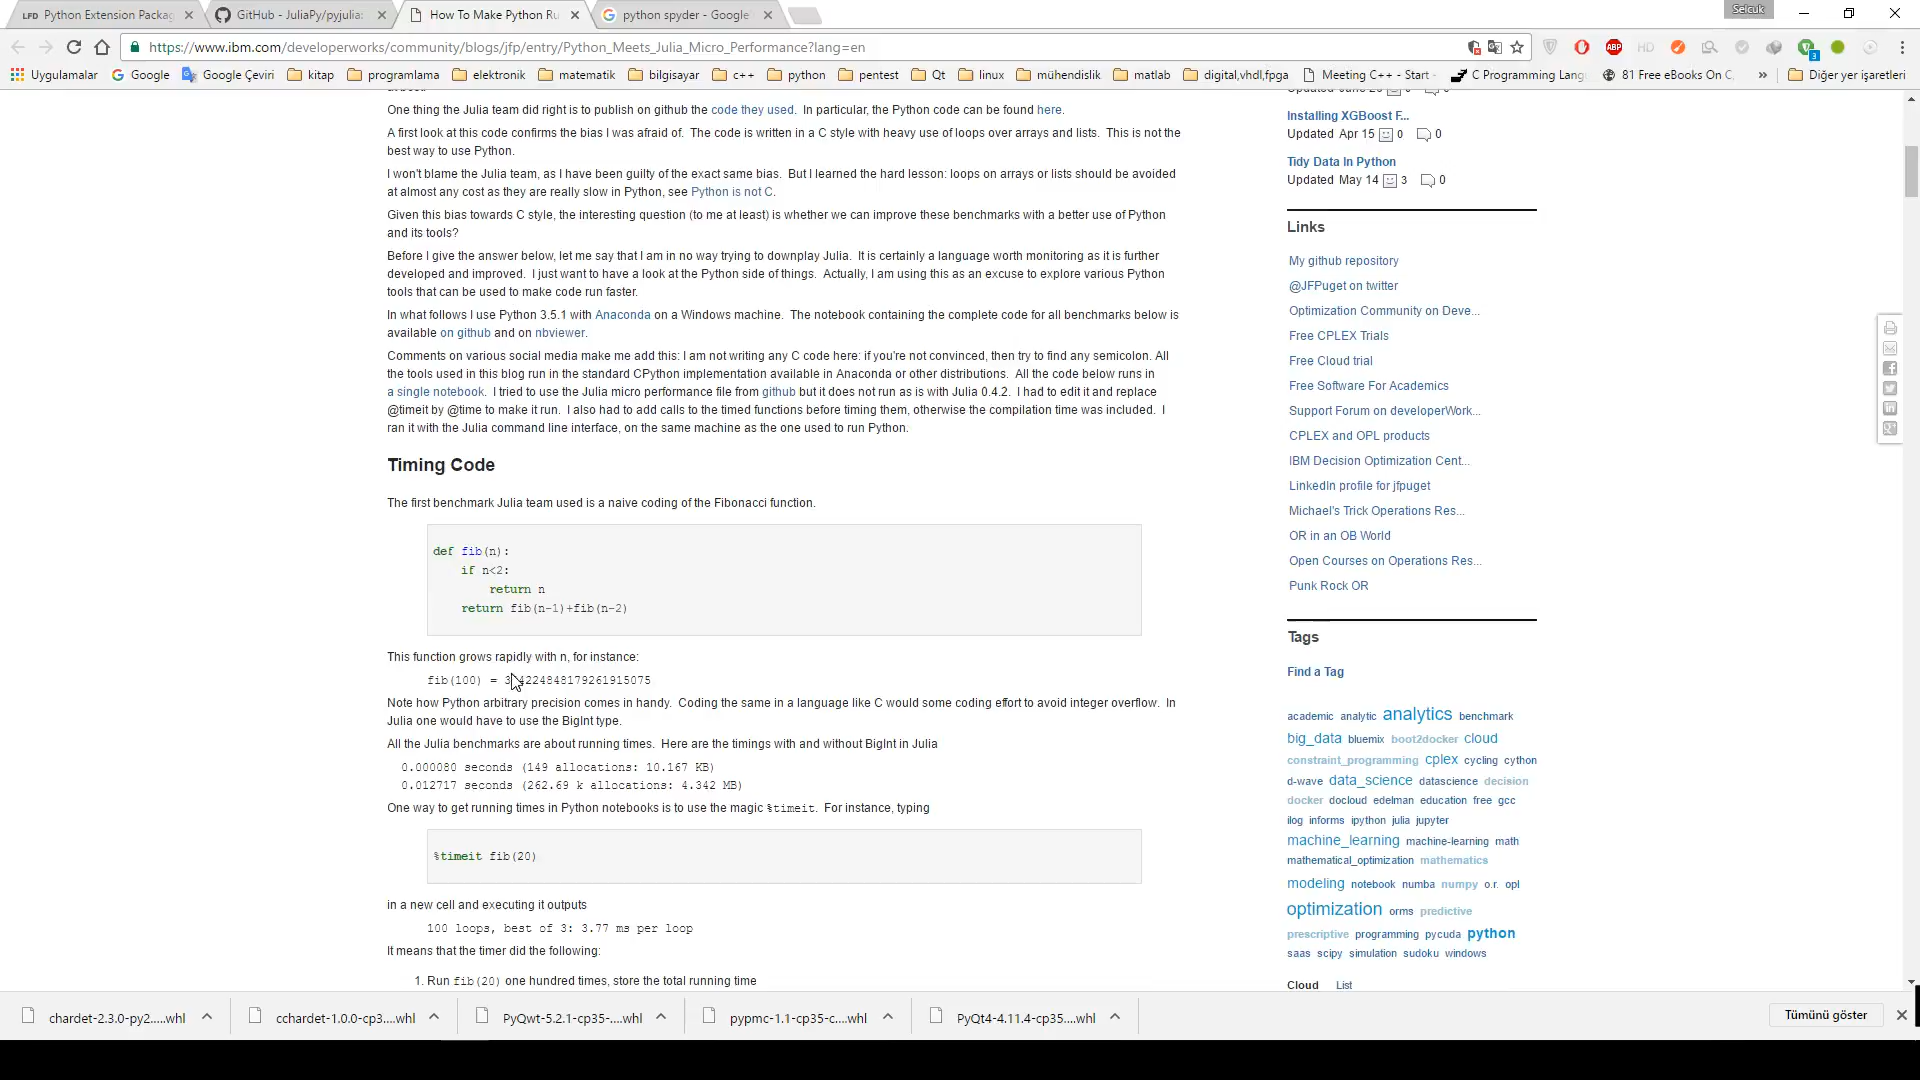 Python Extension Packag
GitHub - JuliaPy/pyjulia:
How To Make Python Ru
python spyder - Google
Selcuk
https://www.ibm.com/developerworks/community/blogs/jfp/entry/Python_Meets_Julia_Micro_Performance?lang=en
Uygulamalar Google Google Çeviri kitap programlama elektronik matematik bilgisayar c++ python pentest Qt linux mühendislik matlab digital,vhdl,fpga Meeting C++ - Start C Programming Lang 81 Free eBooks On C » Diğer yer işaretleri
One thing the Julia team did right is to publish on github the code they used. In particular, the Python code can be found here.
A first look at this code confirms the bias I was afraid of. The code is written in a C style with heavy use of loops over arrays and lists. This is not the
best way to use Python.
I won't blame the Julia team, as I have been guilty of the exact same bias. But I learned the hard lesson: loops on arrays or lists should be avoided
at almost any cost as they are really slow in Python, see Python is not C.
Given this bias towards C style, the interesting question (to me at least) is whether we can improve these benchmarks with a better use of Python
and its tools?
Before I give the answer below, let me say that I am in no way trying to downplay Julia. It is certainly a language worth monitoring as it is further
developed and improved. I just want to have a look at the Python side of things. Actually, I am using this as an excuse to explore various Python
tools that can be used to make code run faster.
In what follows I use Python 3.5.1 with Anaconda on a Windows machine. The notebook containing the complete code for all benchmarks below is
available on github and on nbviewer.
Comments on various social media make me add this: I am not writing any C code here: if you're not convinced, then try to find any semicolon. All
the tools used in this blog run in the standard CPython implementation available in Anaconda or other distributions. All the code below runs in
a single notebook. I tried to use the Julia micro performance file from github but it does not run as is with Julia 0.4.2. I had to edit it and replace
@timeit by @time to make it run. I also had to add calls to the timed functions before timing them, otherwise the compilation time was included. I
ran it with the Julia command line interface, on the same machine as the one used to run Python.
Timing Code
The first benchmark Julia team used is a naive coding of the Fibonacci function.
def fib(n):
if n<2:
return n
return fib(n-1)+fib(n-2)
This function grows rapidly with n, for instance:
fib(100) = 4224848179261915075
Note how Python arbitrary precision comes in handy. Coding the same in a language like C would some coding effort to avoid integer overflow. In
Julia one would have to use the BigInt type.
All the Julia benchmarks are about running times. Here are the timings with and without BigInt in Julia
0.000080 seconds (149 allocations: 10.167 KB)
0.012717 seconds (262.69 k allocations: 4.342 MB)
One way to get running times in Python notebooks is to use the magic %timeit. For instance, typing
%timeit fib(20)
in a new cell and executing it outputs
100 loops, best of 3: 3.77 ms per loop
It means that the timer did the following:
1. Run fib(20) one hundred times, store the total running time
Installing XGBoost F...
Updated Apr 15 0 0
Tidy Data In Python
Updated May 14 3 0
Links
My github repository
@JFPuget on twitter
Optimization Community on Deve...
Free CPLEX Trials
Free Cloud trial
Free Software For Academics
Support Forum on developerWork...
CPLEX and OPL products
IBM Decision Optimization Cent...
LinkedIn profile for jfpuget
Michael's Trick Operations Res...
OR in an OB World
Open Courses on Operations Res...
Punk Rock OR
Tags
Find a Tag
academic analytic analytics benchmark
big_data bluemix boot2docker cloud
constraint_programming cplex cycling cython
d-wave data_science datascience decision
docker docloud edelman education free gcc
ilog informs ipython julia jupyter
machine_learning machine-learning math
mathematical_optimization mathematics
modeling notebook numba numpy o.r. opl
optimization orms predictive
prescriptive programming pycuda python
saas scipy simulation sudoku windows
Cloud List
chardet-2.3.0-py2.....whl
cchardet-1.0.0-cp3....whl
PyQwt-5.2.1-cp35-....whl
pypmc-1.1-cp35-c....whl
PyQt4-4.11.4-cp35....whl
Tümünü göster